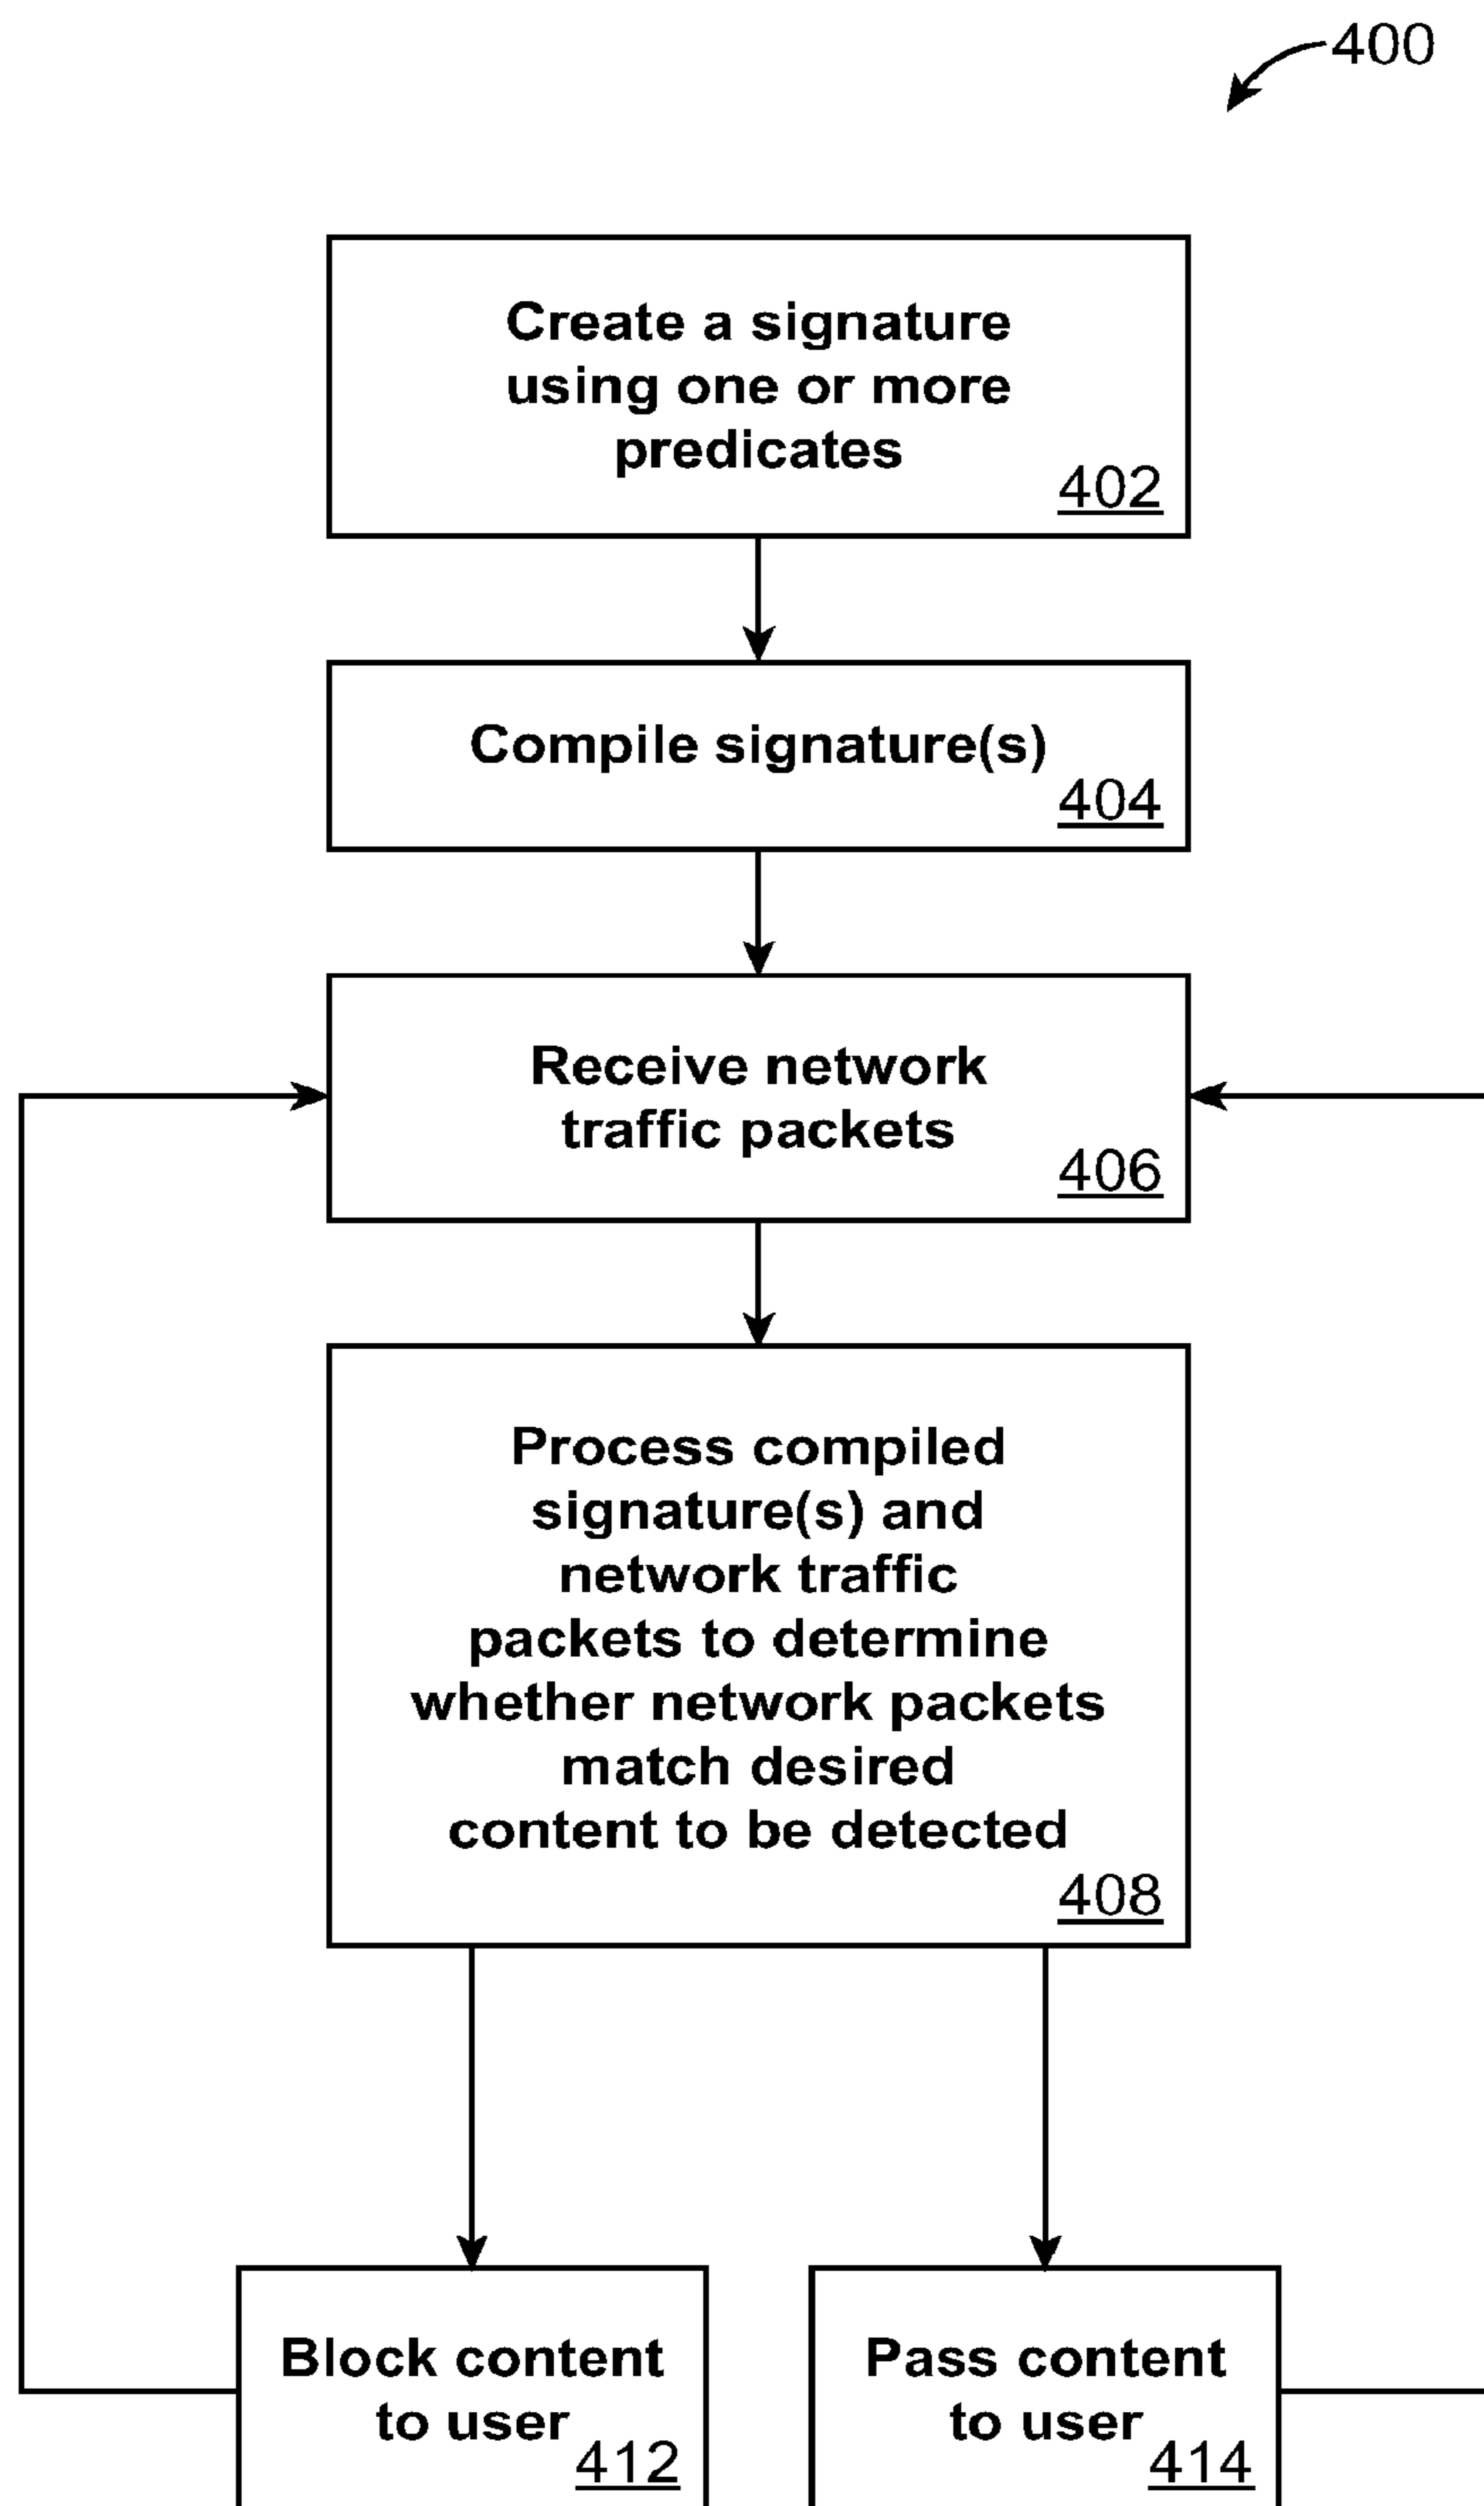 400
Create a signature
using one or more
predicates
402
Compile signature(s)
404
Receive network
traffic packets
406
Process compiled
signature(s) and
network traffic
packets to determine
whether network packets
match desired
content to be detected
408
Block content
to user
412
Pass content
to user
414